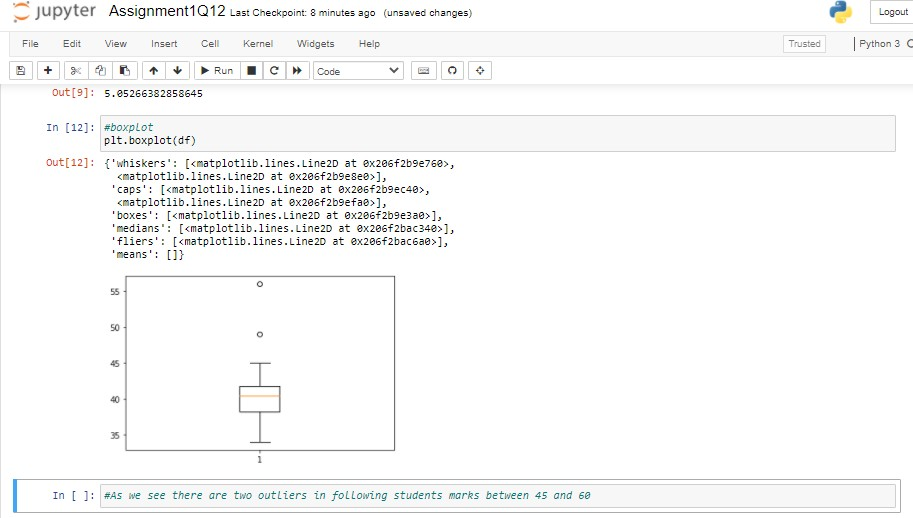 jupyter Assignment1Q12 Last Checkpoint: 8 minutes ago (unsaved changes)
Logout
File Edit View Insert Cell Kernel Widgets Help
Trusted
Python 3
Run
Code
Out[9]: 5.05266382858645
In [12]: #boxplot
plt.boxplot(df)
Out[12]: {'whiskers': [<matplotlib.lines.Line2D at 0x206f2b9e760>,
<matplotlib.lines.Line2D at 0x206f2b9e8e0>],
'caps': [<matplotlib.lines.Line2D at 0x206f2b9ec40>,
<matplotlib.lines.Line2D at 0x206f2b9efa0>],
'boxes': [<matplotlib.lines.Line2D at 0x206f2b9e3a0>],
'medians': [<matplotlib.lines.Line2D at 0x206f2bac340>],
'fliers': [<matplotlib.lines.Line2D at 0x206f2bac6a0>],
'means': []}
55
50
45
40
35
1
In [ ]: #As we see there are two outliers in following students marks between 45 and 60